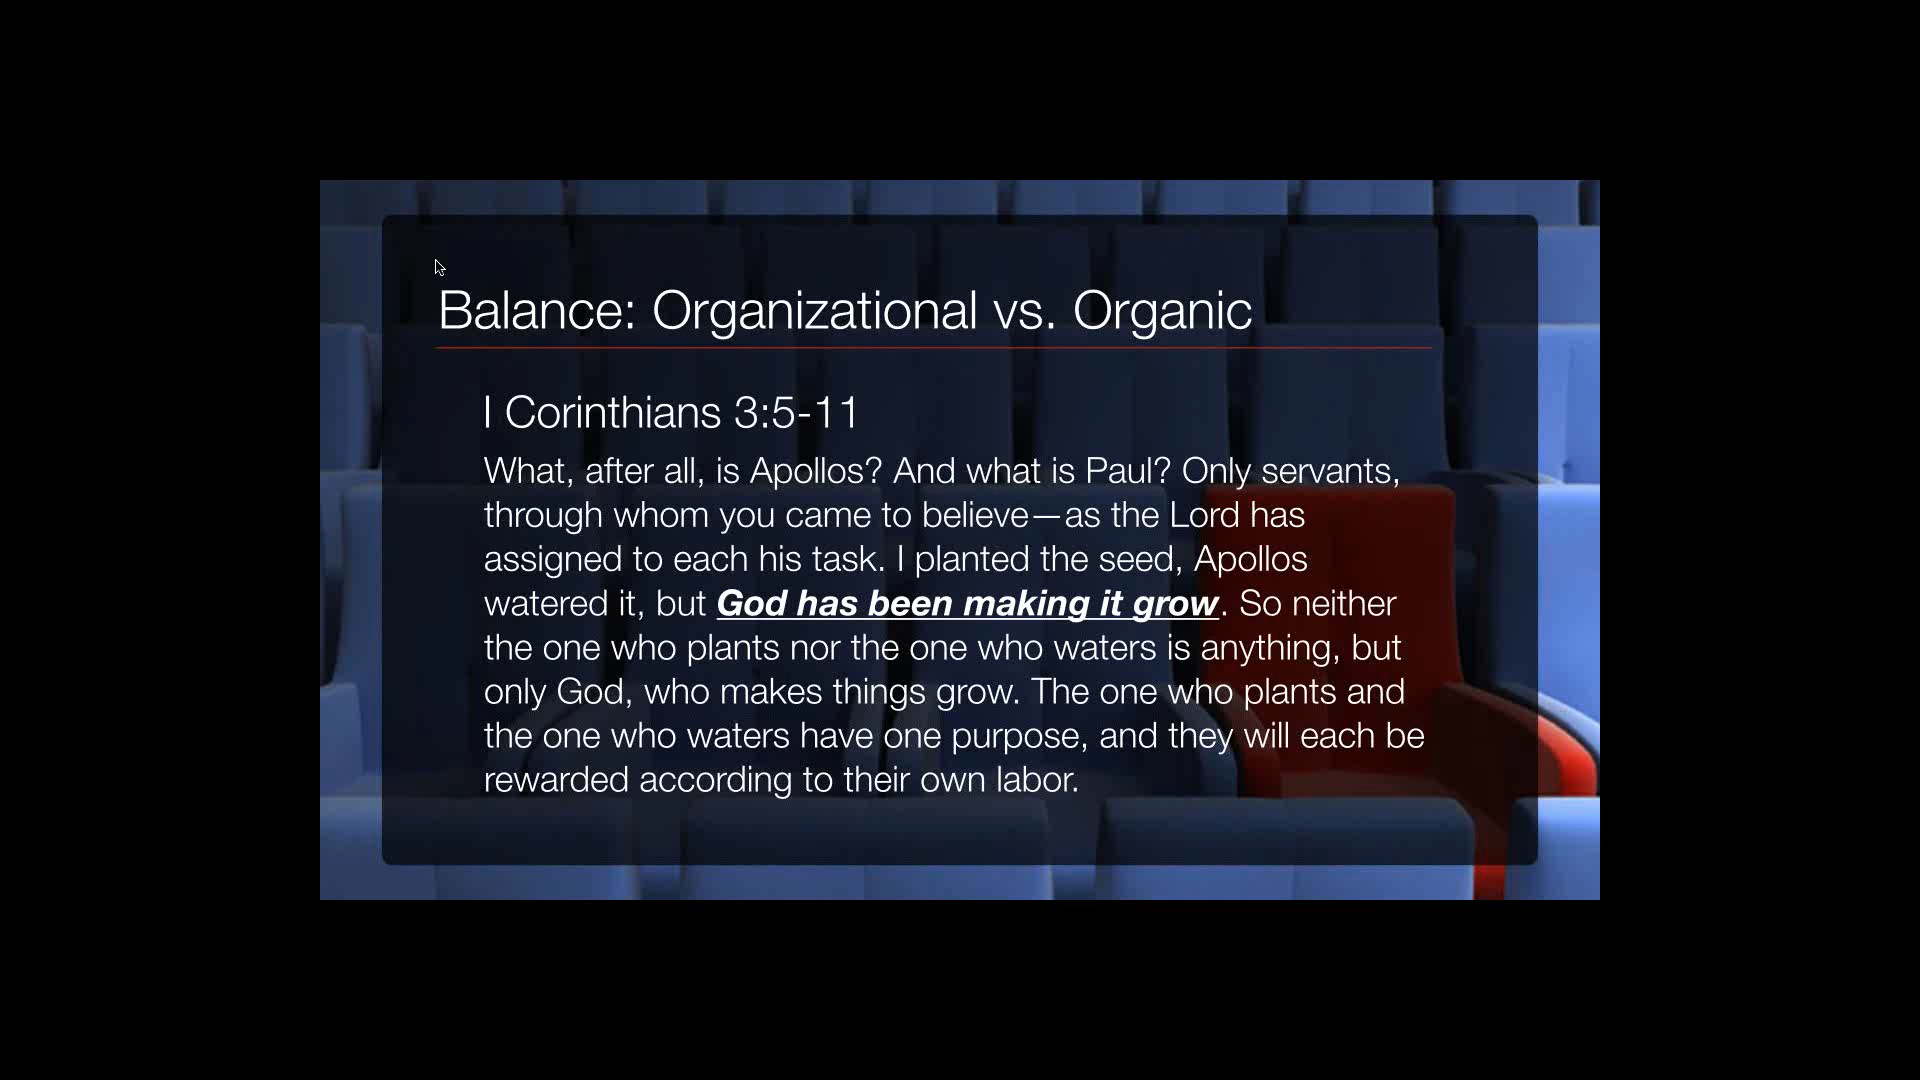 Balance: Organizational vs. Organic
I Corinthians 3:5-11
What, after all, is Apollos? And what is Paul? Only servants,
through whom you came to believe—as the Lord has
assigned to each his task. I planted the seed, Apollos
watered it, but God has been making it grow. So neither
the one who plants nor the one who waters is anything, but
only God, who makes things grow. The one who plants and
the one who waters have one purpose, and they will each be
rewarded according to their own labor.